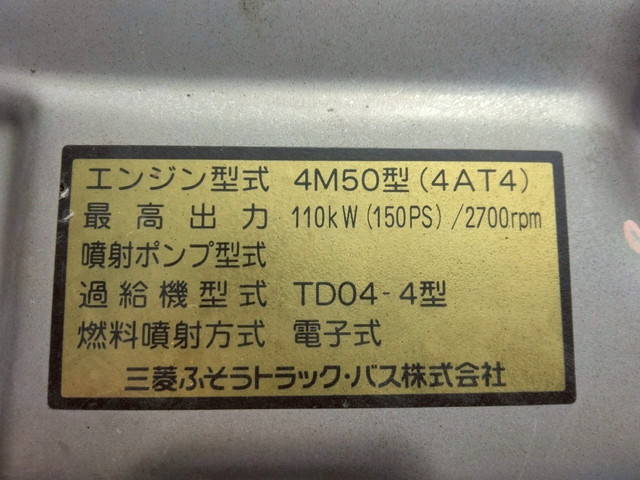 エンジン型式 4M50型(4AT4)
最高出力 110kW(150PS)/2700rpm
噴射ポンプ型式
過給機型式 TD04-4型
燃料噴射方式 電子式
三菱ふそうトラック・バス株式会社